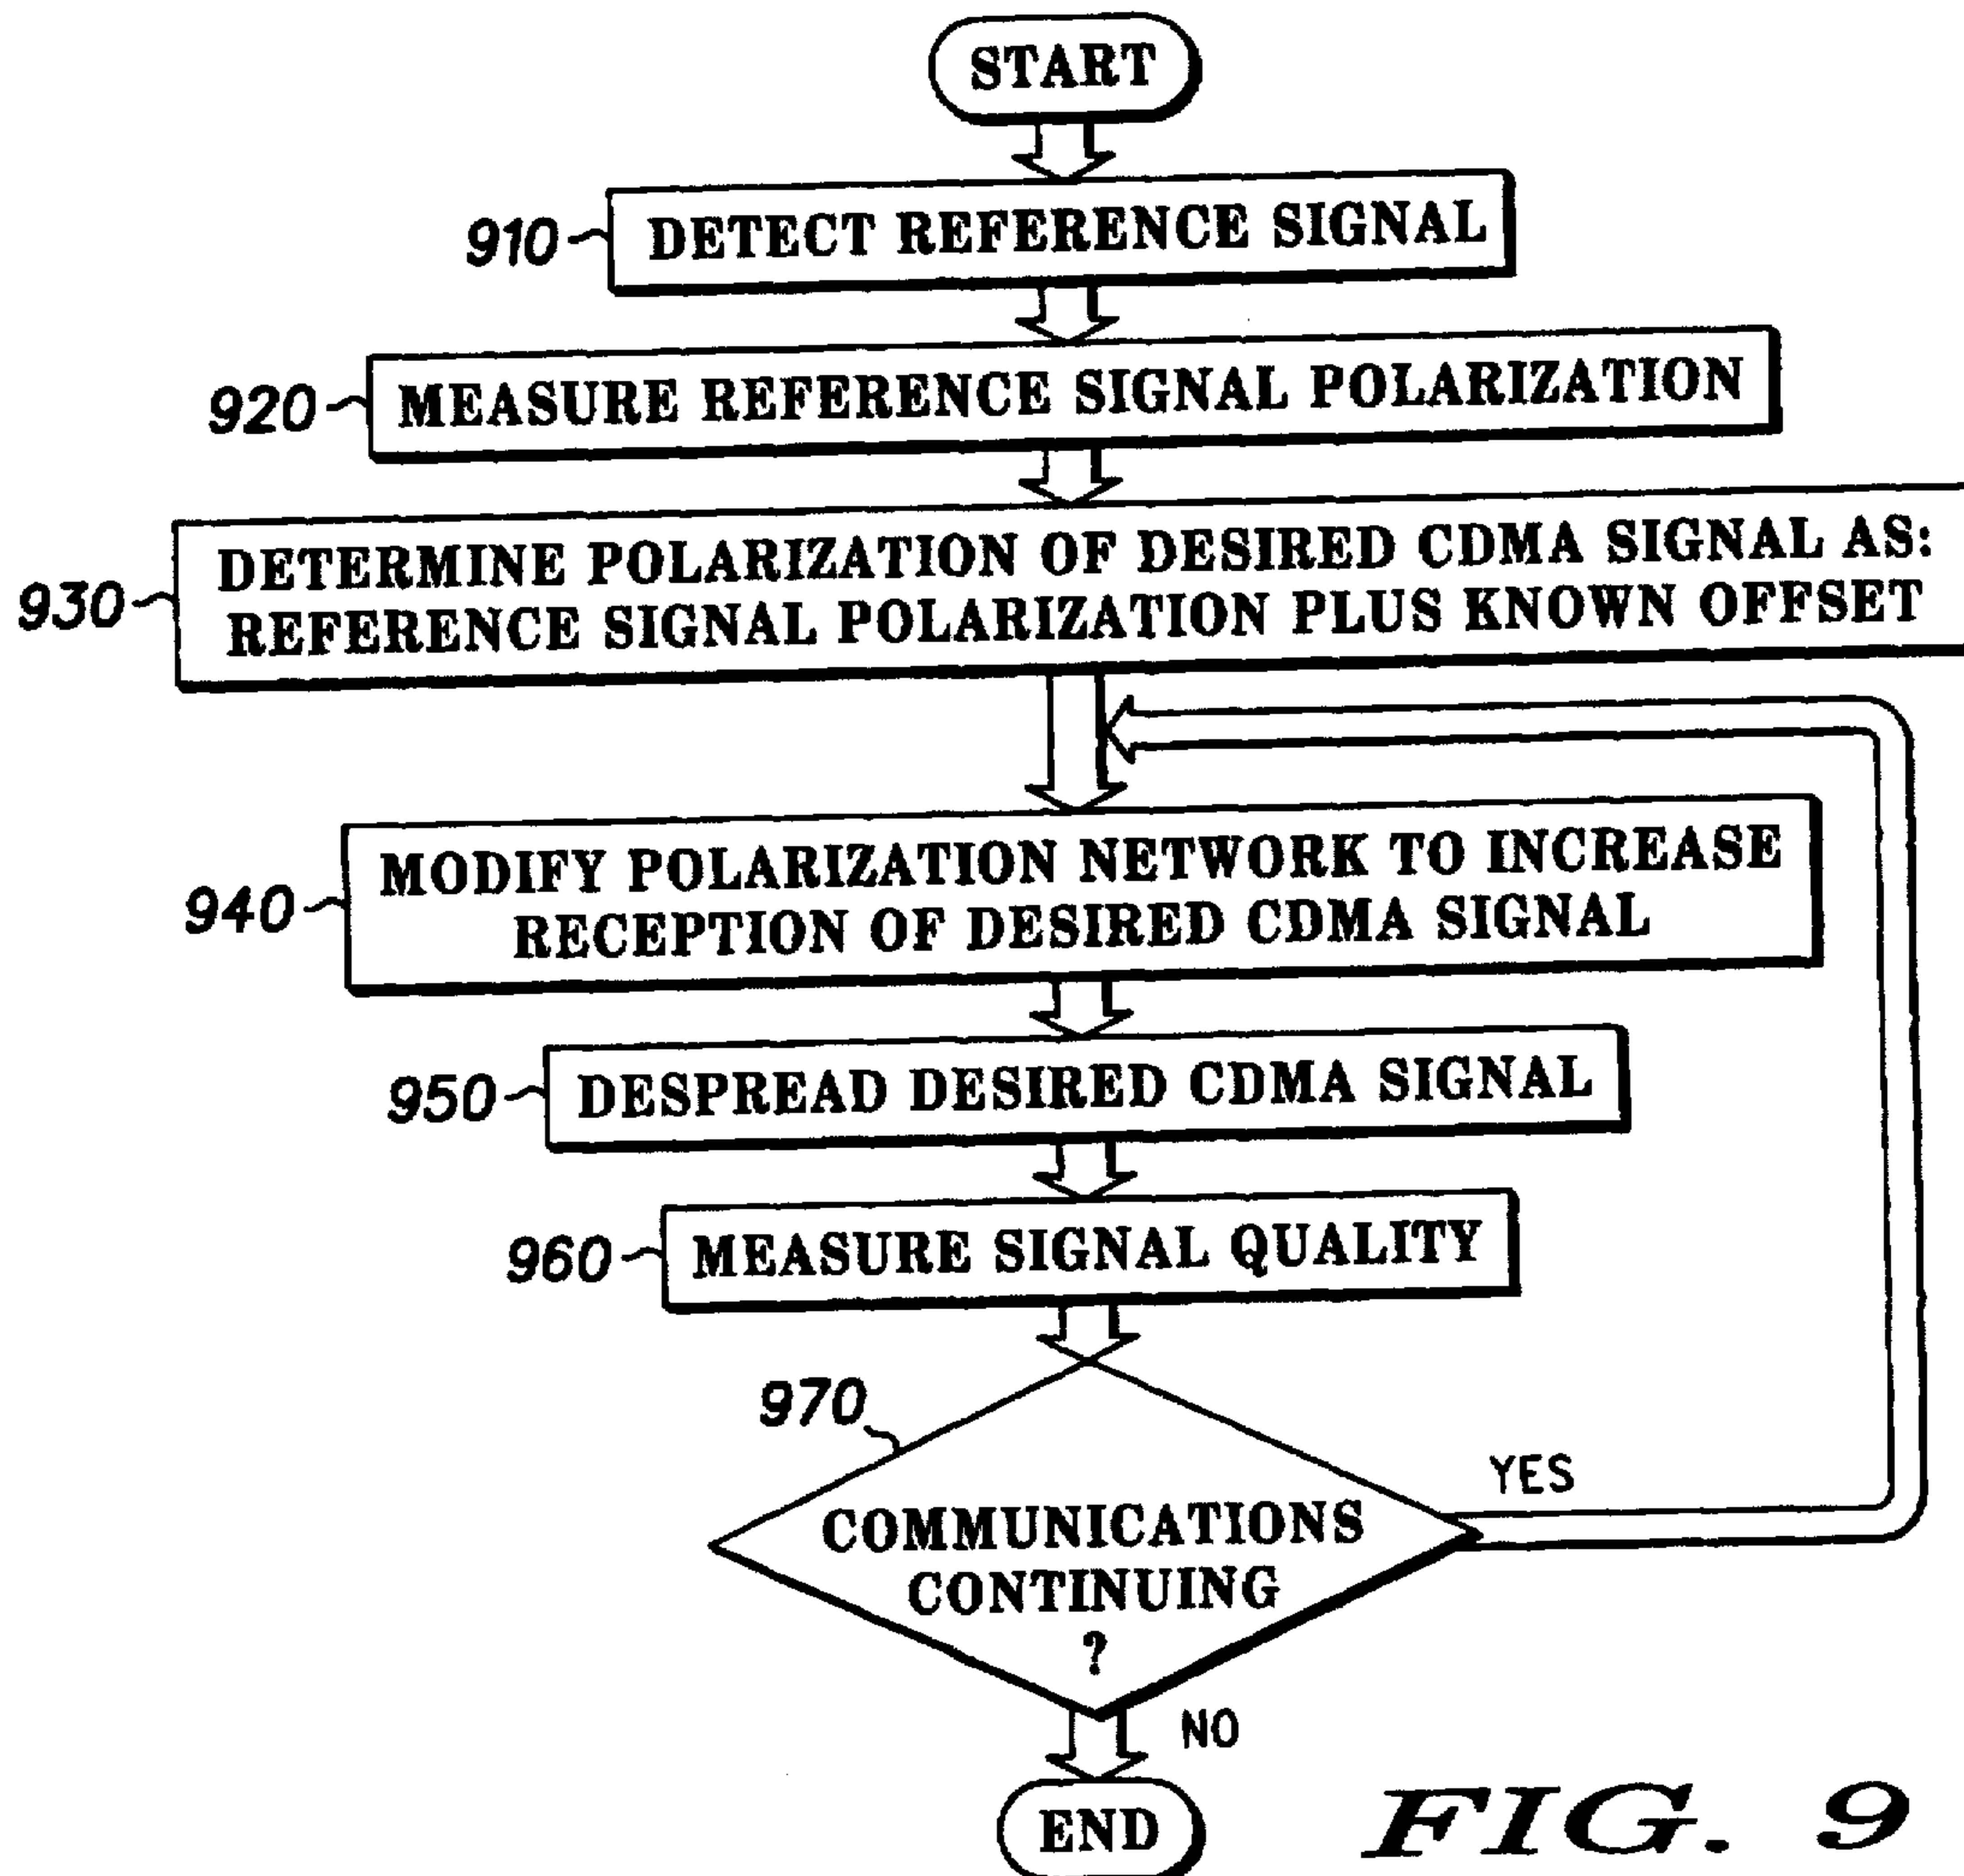 START
910
DETECT REFERENCE SIGNAL
920
MEASURE REFERENCE SIGNAL POLARIZATION
930
DETERMINE POLARIZATION OF DESIRED CDMA SIGNAL AS:
REFERENCE SIGNAL POLARIZATION PLUS KNOWN OFFSET
940
MODIFY POLARIZATION NETWORK TO INCREASE
RECEPTION OF DESIRED CDMA SIGNAL
950
DESPREAD DESIRED CDMA SIGNAL
960
MEASURE SIGNAL QUALITY
970
COMMUNICATIONS
CONTINUING
?
YES
NO
END
FIG. 9